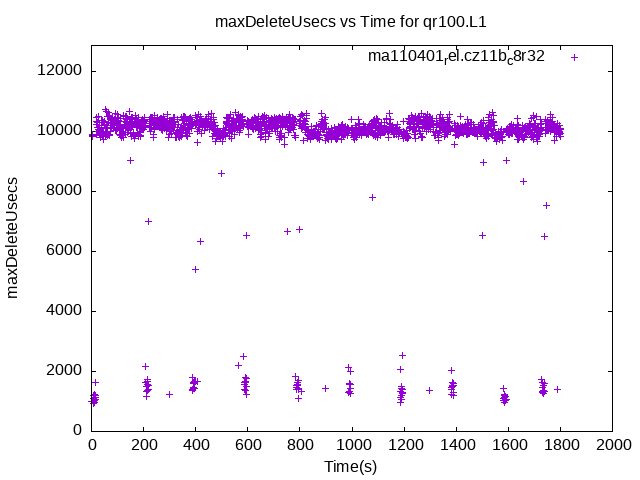 maxDeleteUsecs vs Time for qr100.L1
ma110401rel.cz11bc8r32
maxDeleteUsecs
12000
10000
8000
6000
4000
2000
0
0 200 400 600 800 1000 1200 1400 1600 1800 2000
Time(s)